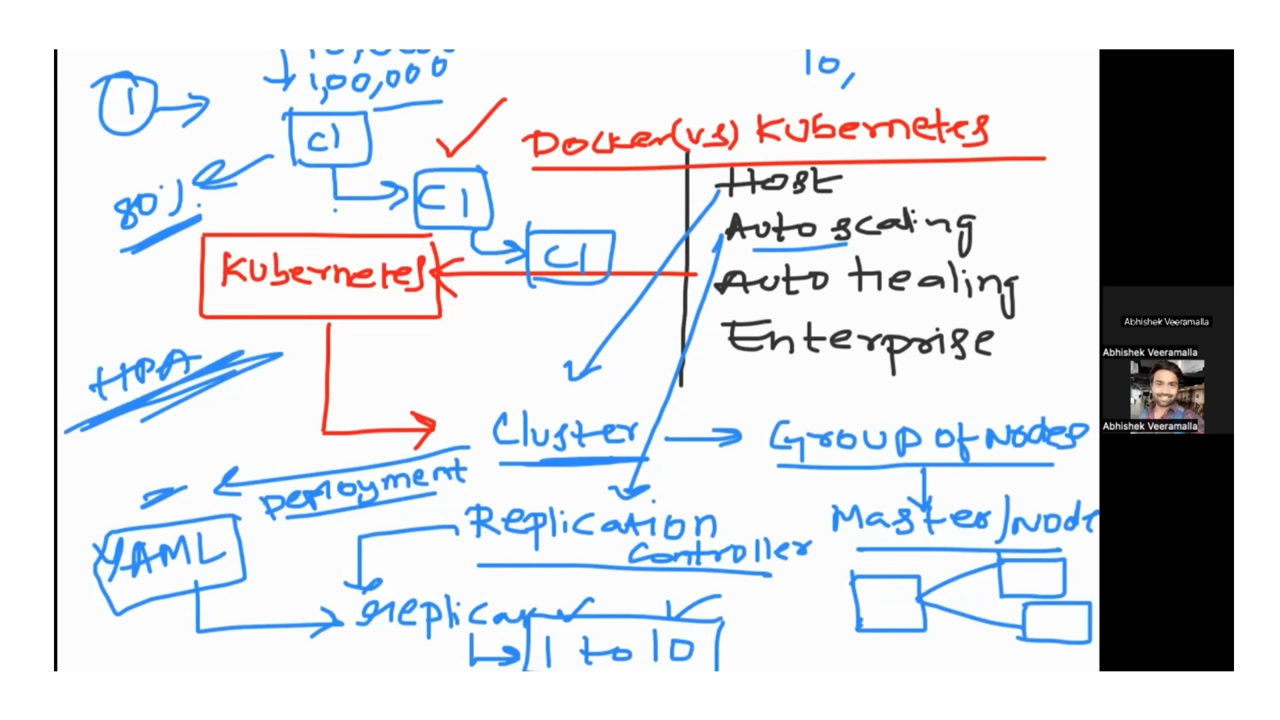 1,00,000
10,
1
C1
Docker(vs) Kubernetes
Host
80%
C1
Auto scaling
C1
Kubernetes
Auto healing
Enterprise
Abhishek Veeramalla
Abhishek Veeramalla
HPA
Cluster
Group of Nodes
Abhishek Veeramalla
Deployment
Replication
Controller
Master/Node
YAML
Replicas
1 to 10